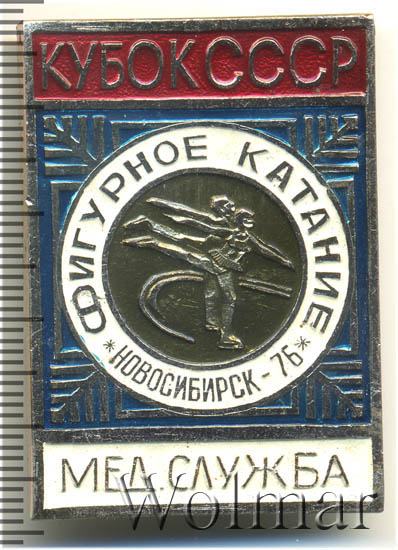 КУБОК СССР
ФИГУРНОЕ КАТАНИЕ
*НОВОСИБИРСК-76*
МЕД. СЛУЖБА
Wolmar